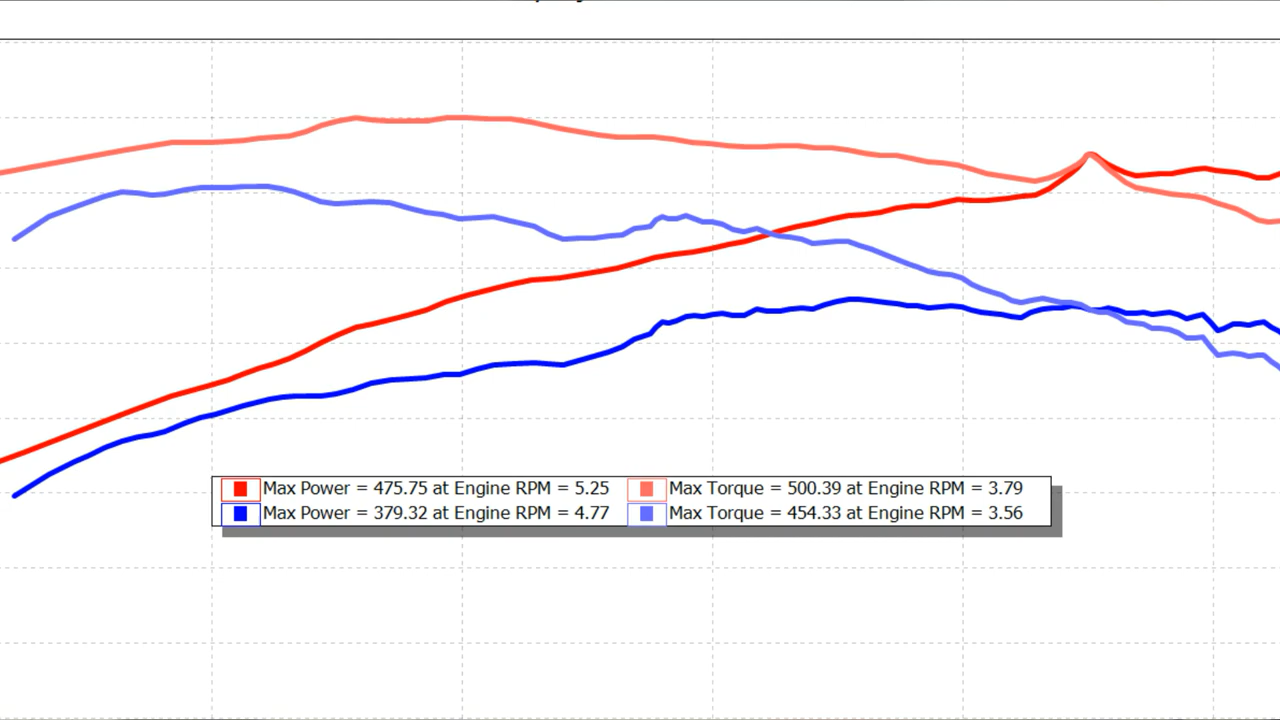 Max Power = 475.75 at Engine RPM = 5.25 Max Torque = 500.39 at Engine RPM = 3.79
Max Power = 379.32 at Engine RPM = 4.77 Max Torque = 454.33 at Engine RPM = 3.56